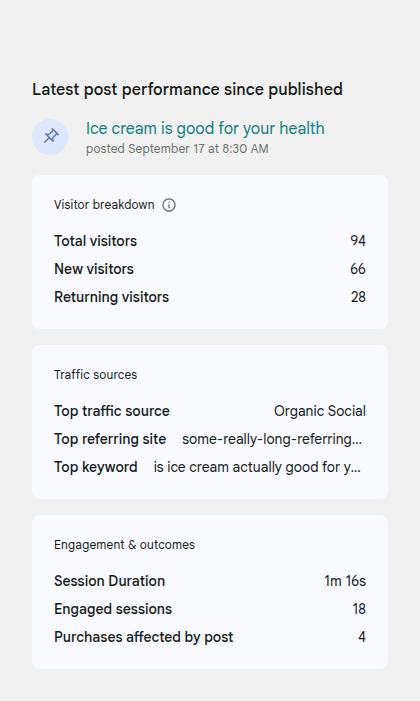 Latest post performance since published
Ice cream is good for your health
posted September 17 at 8:30 AM
Visitor breakdown
Total visitors 94
New visitors 66
Returning visitors 28
Traffic sources
Top traffic source Organic Social
Top referring site some-really-long-referring...
Top keyword is ice cream actually good for y...
Engagement & outcomes
Session Duration 1m 16s
Engaged sessions 18
Purchases affected by post 4